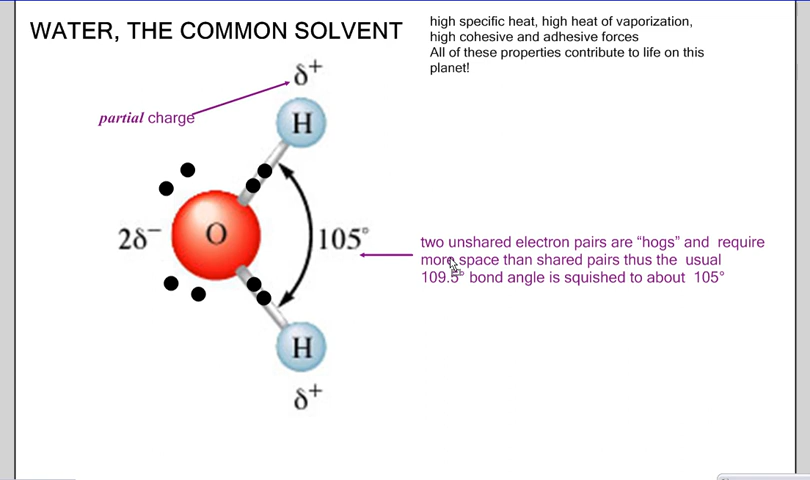 WATER, THE COMMON SOLVENT
high specific heat, high heat of vaporization,
high cohesive and adhesive forces
All of these properties contribute to life on this
planet!
δ+
partial charge
H
2δ−
O
105°
two unshared electron pairs are “hogs” and require
more space than shared pairs thus the usual
109.5° bond angle is squished to about 105°
H
δ+